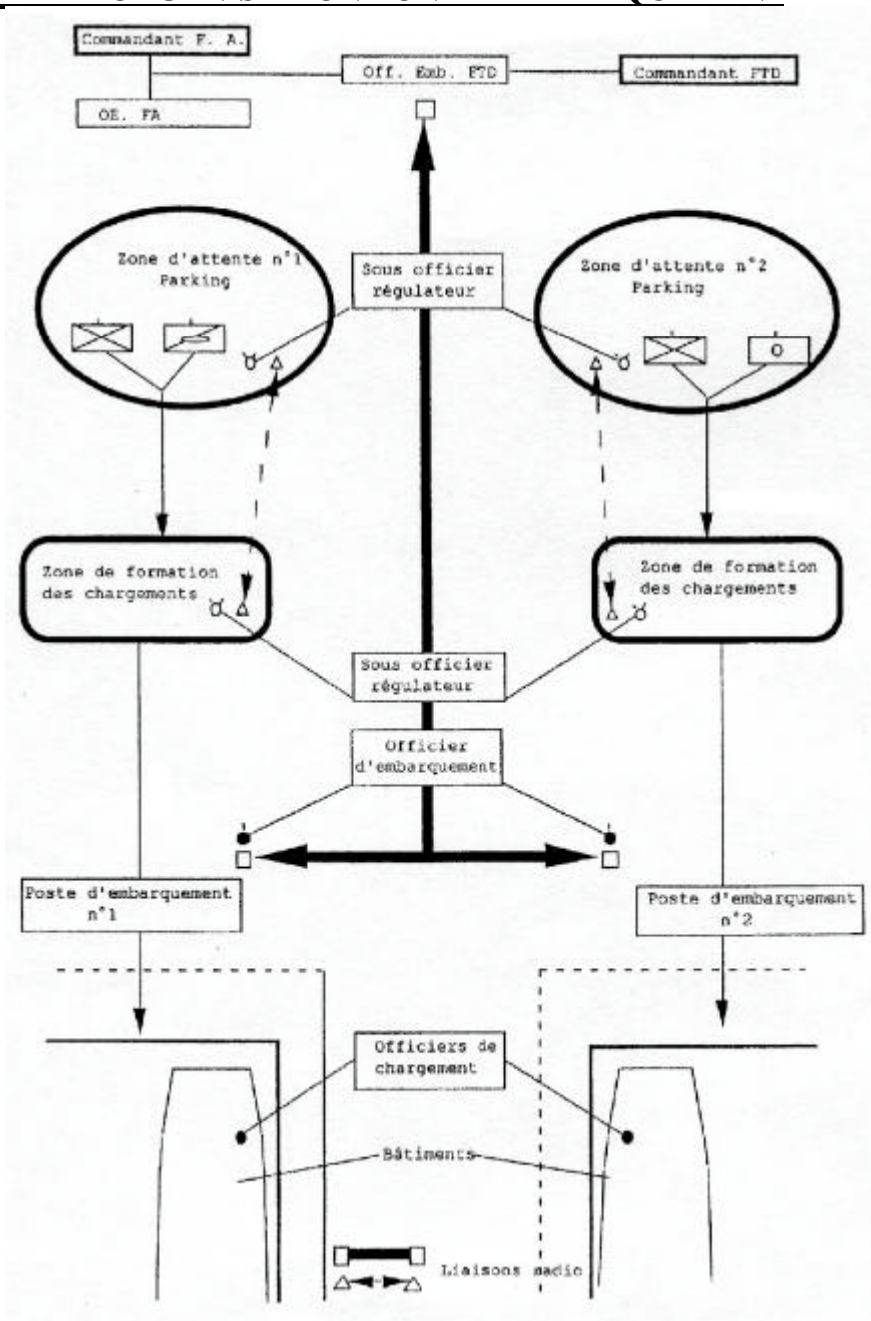 Commandant F. A.
Off. Emb. FTD
Commandant FTD
OE. FA
Zone d'attente n°1
Parking
Sous officier
régulateur
Zone d'attente n°2
Parking
O
Zone de formation
des chargements
Zone de formation
des chargements
Sous officier
régulateur
Officier
d'embarquement
Poste d'embarquement
n°1
Poste d'embarquement
n°2
Officiers de
chargement
Bâtiments
Liaisons radio